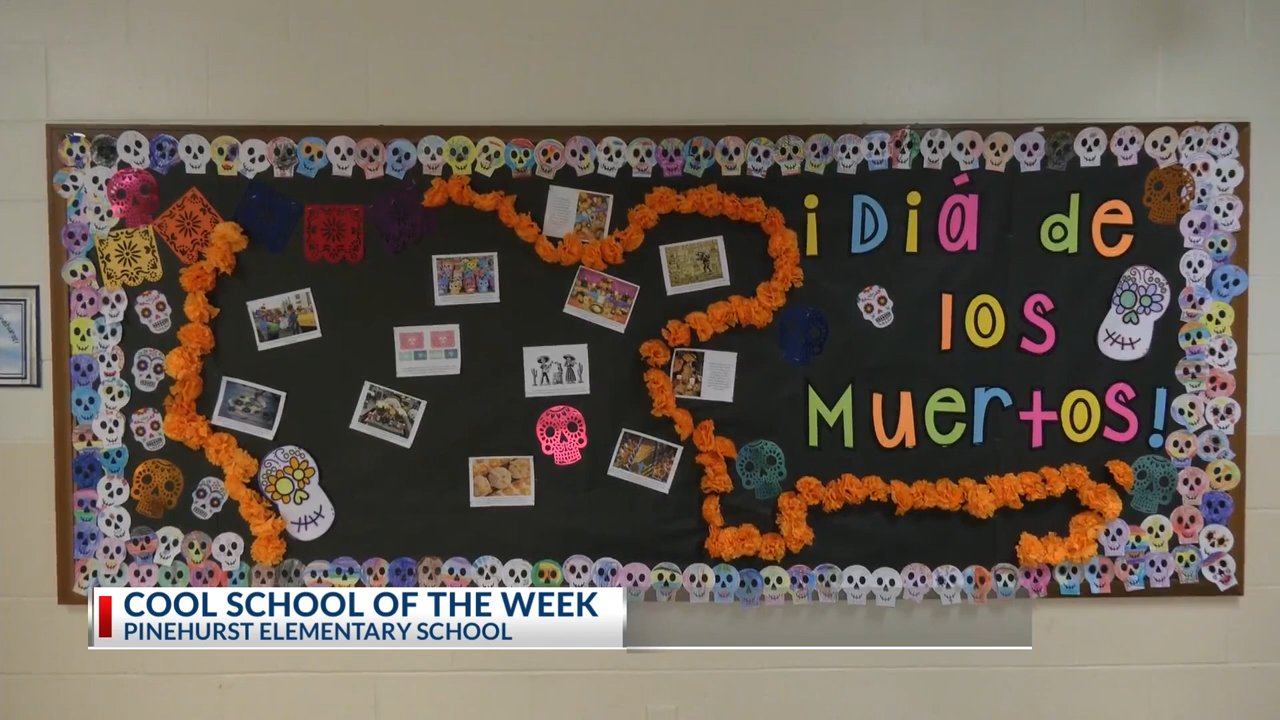 ¡Diá de
los
Muertos!
COOL SCHOOL OF THE WEEK
PINEHURST ELEMENTARY SCHOOL